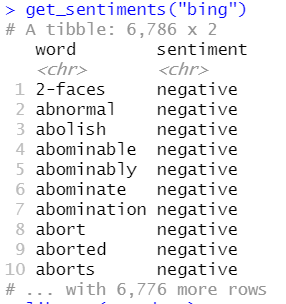 > get_sentiments("bing")
# A tibble: 6,786 x 2
word sentiment
<chr> <chr>
1 2-faces negative
2 abnormal negative
3 abolish negative
4 abominable negative
5 abominably negative
6 abominate negative
7 abomination negative
8 abort negative
9 aborted negative
10 aborts negative
# ... with 6,776 more rows